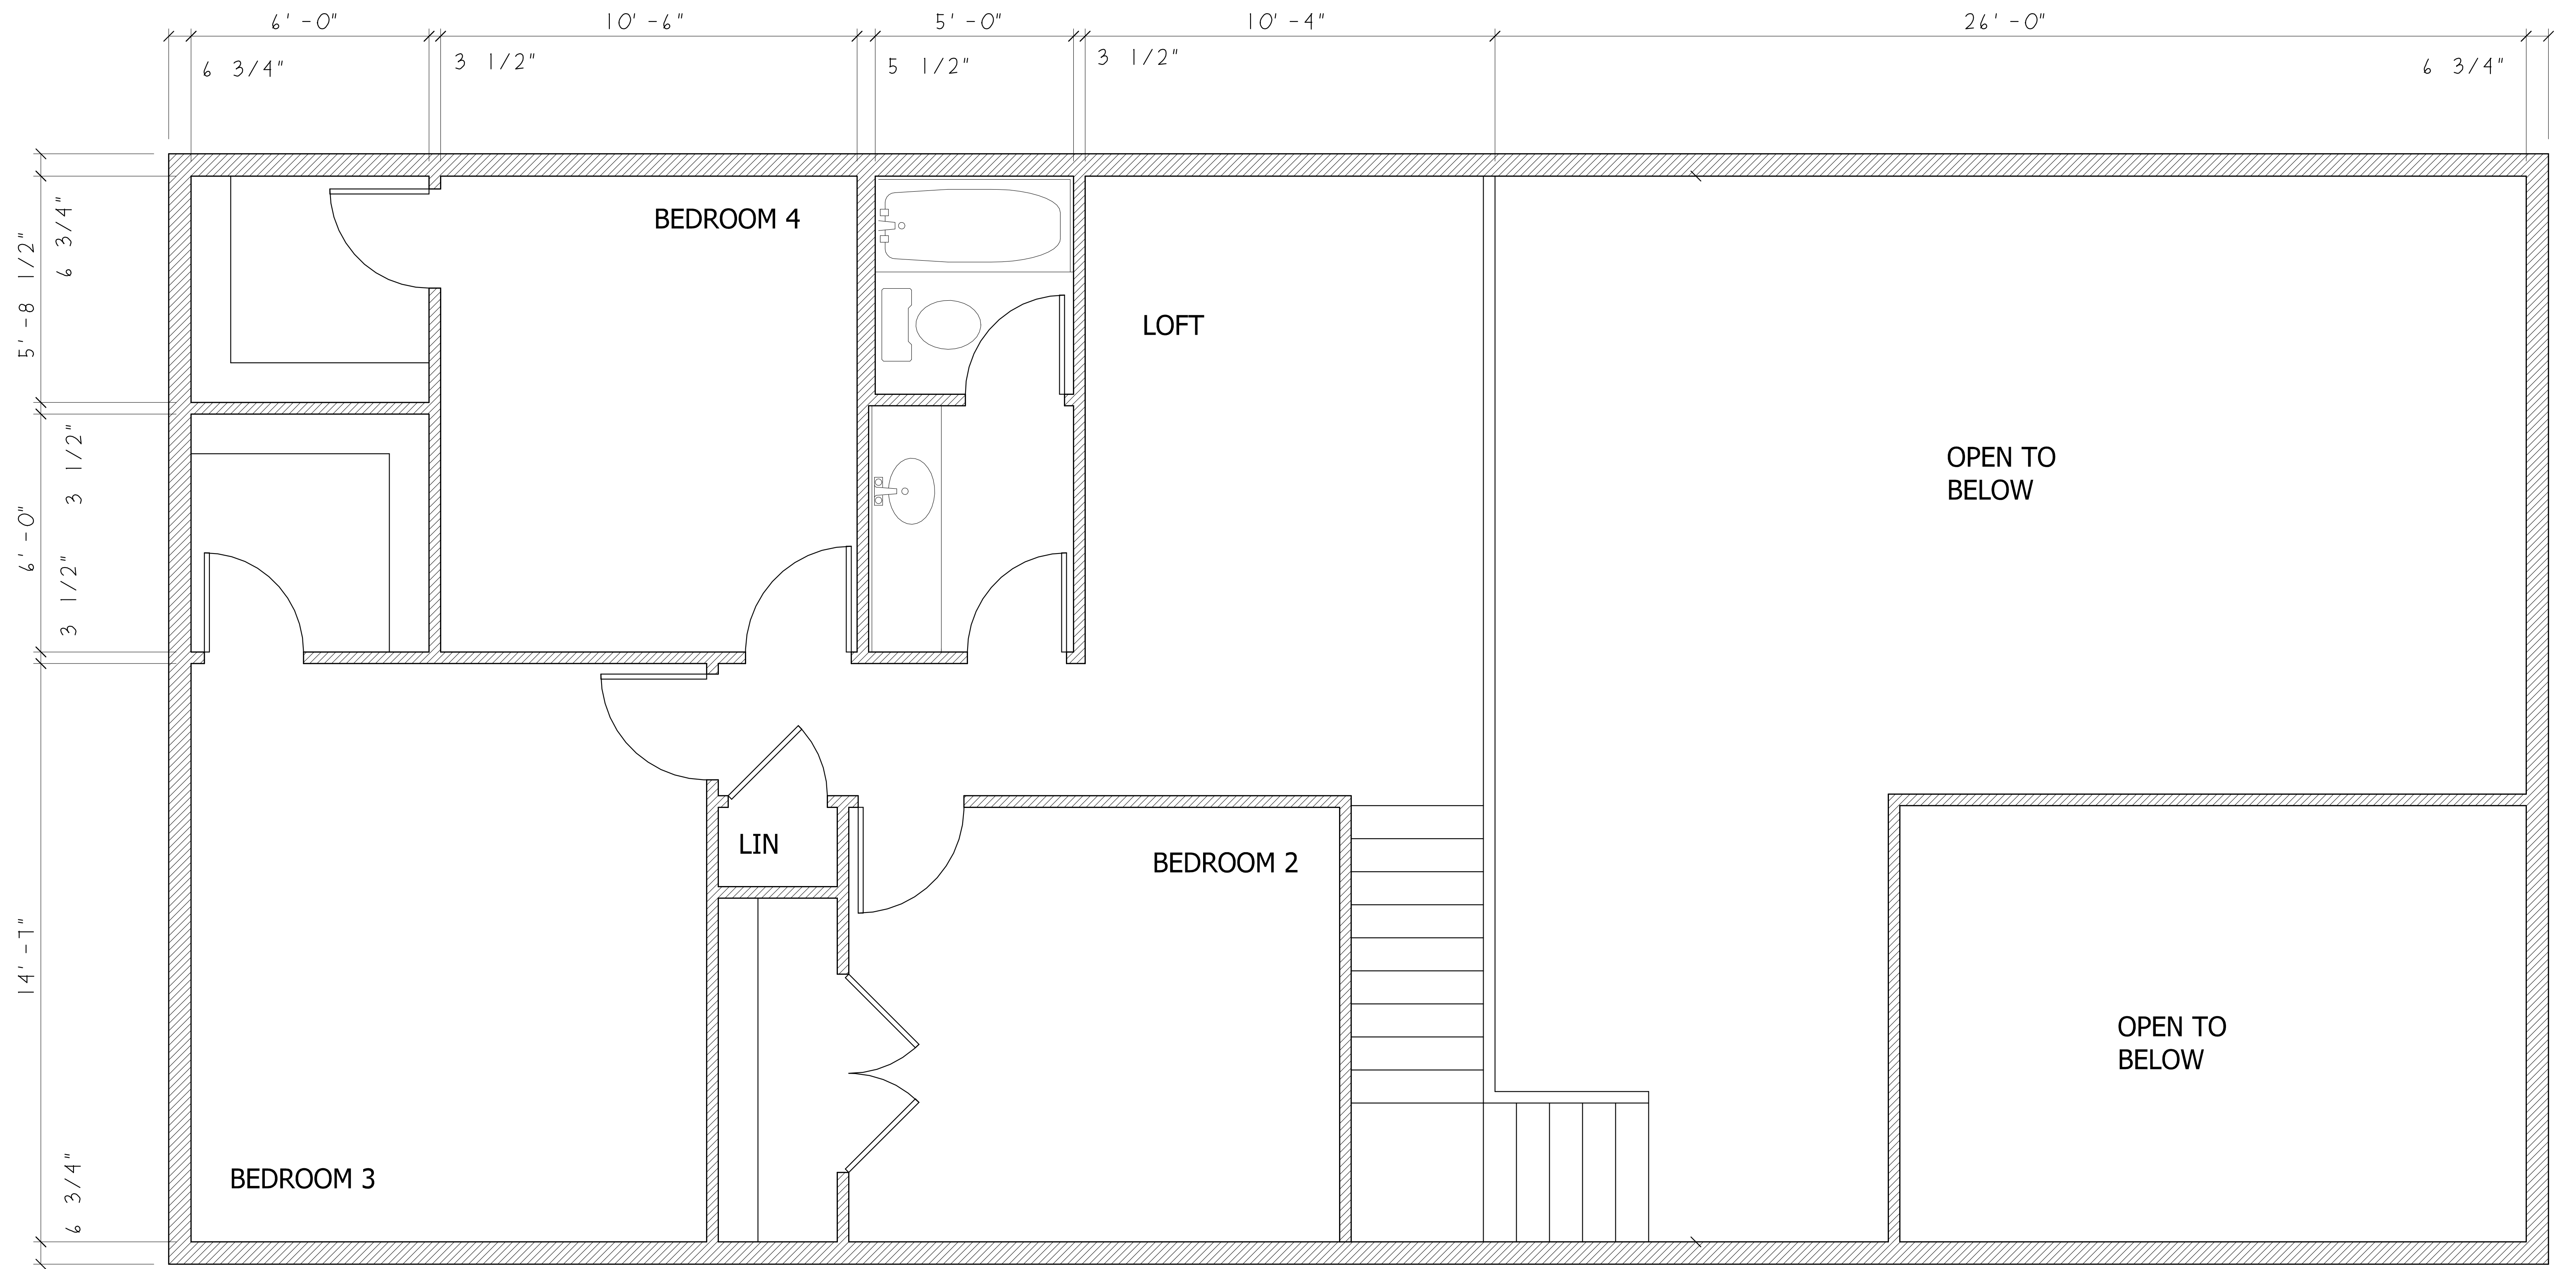 6'-0" 10'-6" 5'-0" 10'-4" 26'-0"
6 3/4" 3 1/2" 5 1/2" 3 1/2" 6 3/4"
5'-8 1/2"
6 3/4"
BEDROOM 4
LOFT
3 1/2"
OPEN TO
BELOW
6'-0"
3 1/2"
LIN
BEDROOM 2
14'-7"
OPEN TO
BELOW
6 3/4"
BEDROOM 3